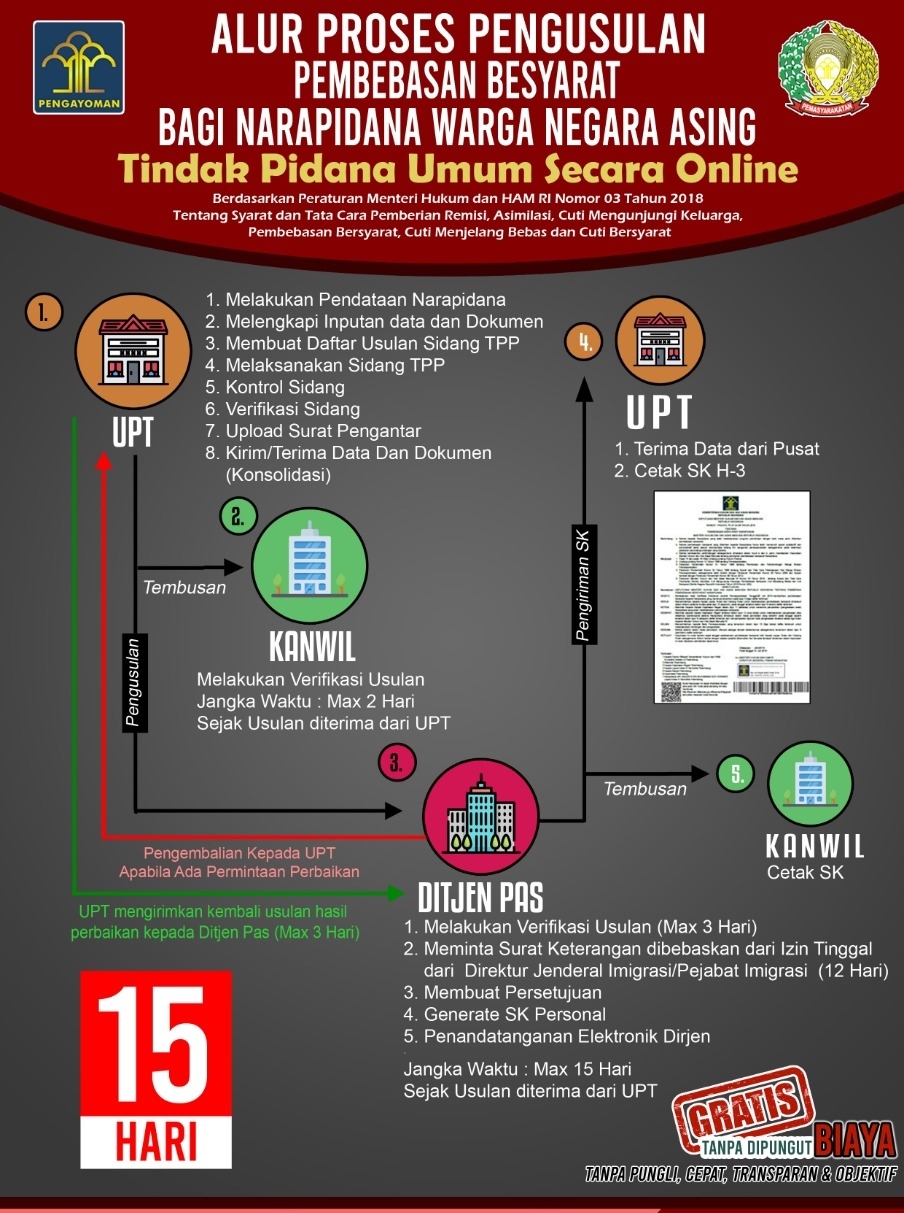 PENGAYOMAN
ALUR PROSES PENGUSULAN
PEMBEBASAN BESYARAT
BAGI NARAPIDANA WARGA NEGARA ASING
Tindak Pidana Umum Secara Online
Berdasarkan Peraturan Menteri Hukum dan HAM RI Nomor 03 Tahun 2018
Tentang Syarat dan Tata Cara Pemberian Remisi, Asimilasi, Cuti Mengunjungi Keluarga,
Pembebasan Bersyarat, Cuti Menjelang Bebas dan Cuti Bersyarat
PEMASYARAKATAN
1.
UPT
1. Melakukan Pendataan Narapidana
2. Melengkapi Inputan data dan Dokumen
3. Membuat Daftar Usulan Sidang TPP
4. Melaksanakan Sidang TPP
5. Kontrol Sidang
6. Verifikasi Sidang
7. Upload Surat Pengantar
8. Kirim/Terima Data Dan Dokumen
(Konsolidasi)
4.
UPT
1. Terima Data dari Pusat
2. Cetak SK H-3
2.
Tembusan
KANWIL
Melakukan Verifikasi Usulan
Jangka Waktu : Max 2 Hari
Sejak Usulan diterima dari UPT
Pengusulan
Pengiriman SK
3.
Tembusan
5.
KANWIL
Cetak SK
Pengembalian Kepada UPT
Apabila Ada Permintaan Perbaikan
UPT mengirimkan kembali usulan hasil
perbaikan kepada Ditjen Pas (Max 3 Hari)
DITJEN PAS
1. Melakukan Verifikasi Usulan (Max 3 Hari)
2. Meminta Surat Keterangan dibebaskan dari Izin Tinggal
dari Direktur Jenderal Imigrasi/Pejabat Imigrasi (12 Hari)
3. Membuat Persetujuan
4. Generate SK Personal
5. Penandatanganan Elektronik Dirjen
Jangka Waktu : Max 15 Hari
Sejak Usulan diterima dari UPT
15
HARI
GRATIS
TANPA DIPUNGUT BIAYA
TANPA PUNGLI, CEPAT, TRANSPARAN & OBJEKTIF